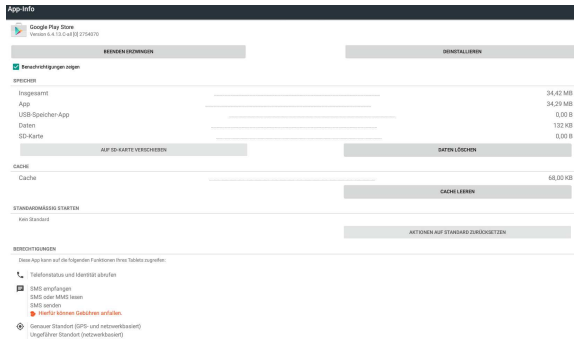 App-Info
Google Play Store
Version 6.4.12.C-all [0] 2754670
BEENDEN ERZWINGEN
DEINSTALLIEREN
Benachrichtigungen zeigen
SPEICHER
Insgesamt 34,42 MB
App 34,29 MB
USB-Speicher-App 0,00 B
Daten 132 KB
SD-Karte 0,00 B
AUF SD-KARTE VERSCHIEBEN
DATEN LÖSCHEN
CACHE
Cache 68,00 KB
CACHE LEEREN
STANDARDMÄSSIG STARTEN
Kein Standard
AKTIONEN AUF STANDARD ZURÜCKSETZEN
BERECHTIGUNGEN
Diese App kann auf die folgenden Funktionen Ihres Tablets zugreifen:
Telefonstatus und Identität abrufen
SMS empfangen
SMS oder MMS lesen
SMS senden
Hierfür können Gebühren anfallen.
Genauer Standort (GPS- und netzwerkbasiert)
Ungefährer Standort (netzwerkbasiert)